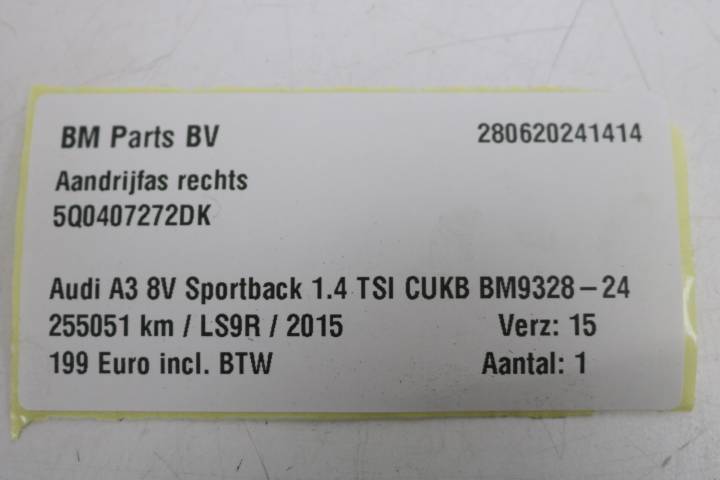 BM Parts BV 280620241414
Aandrijfas rechts
5Q0407272DK
Audi A3 8V Sportback 1.4 TSI CUKB BM9328-24
255051 km / LS9R / 2015 Verz: 15
199 Euro incl. BTW Aantal: 1